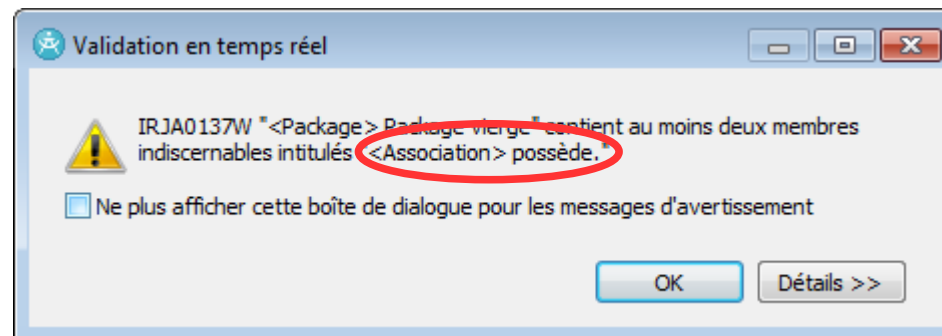 Validation en temps réel
IRJA0137W "<Package> Package vierge" contient au moins deux membres
indiscernables intitulés "<Association> possède."
Ne plus afficher cette boîte de dialogue pour les messages d'avertissement
OK
Détails >>